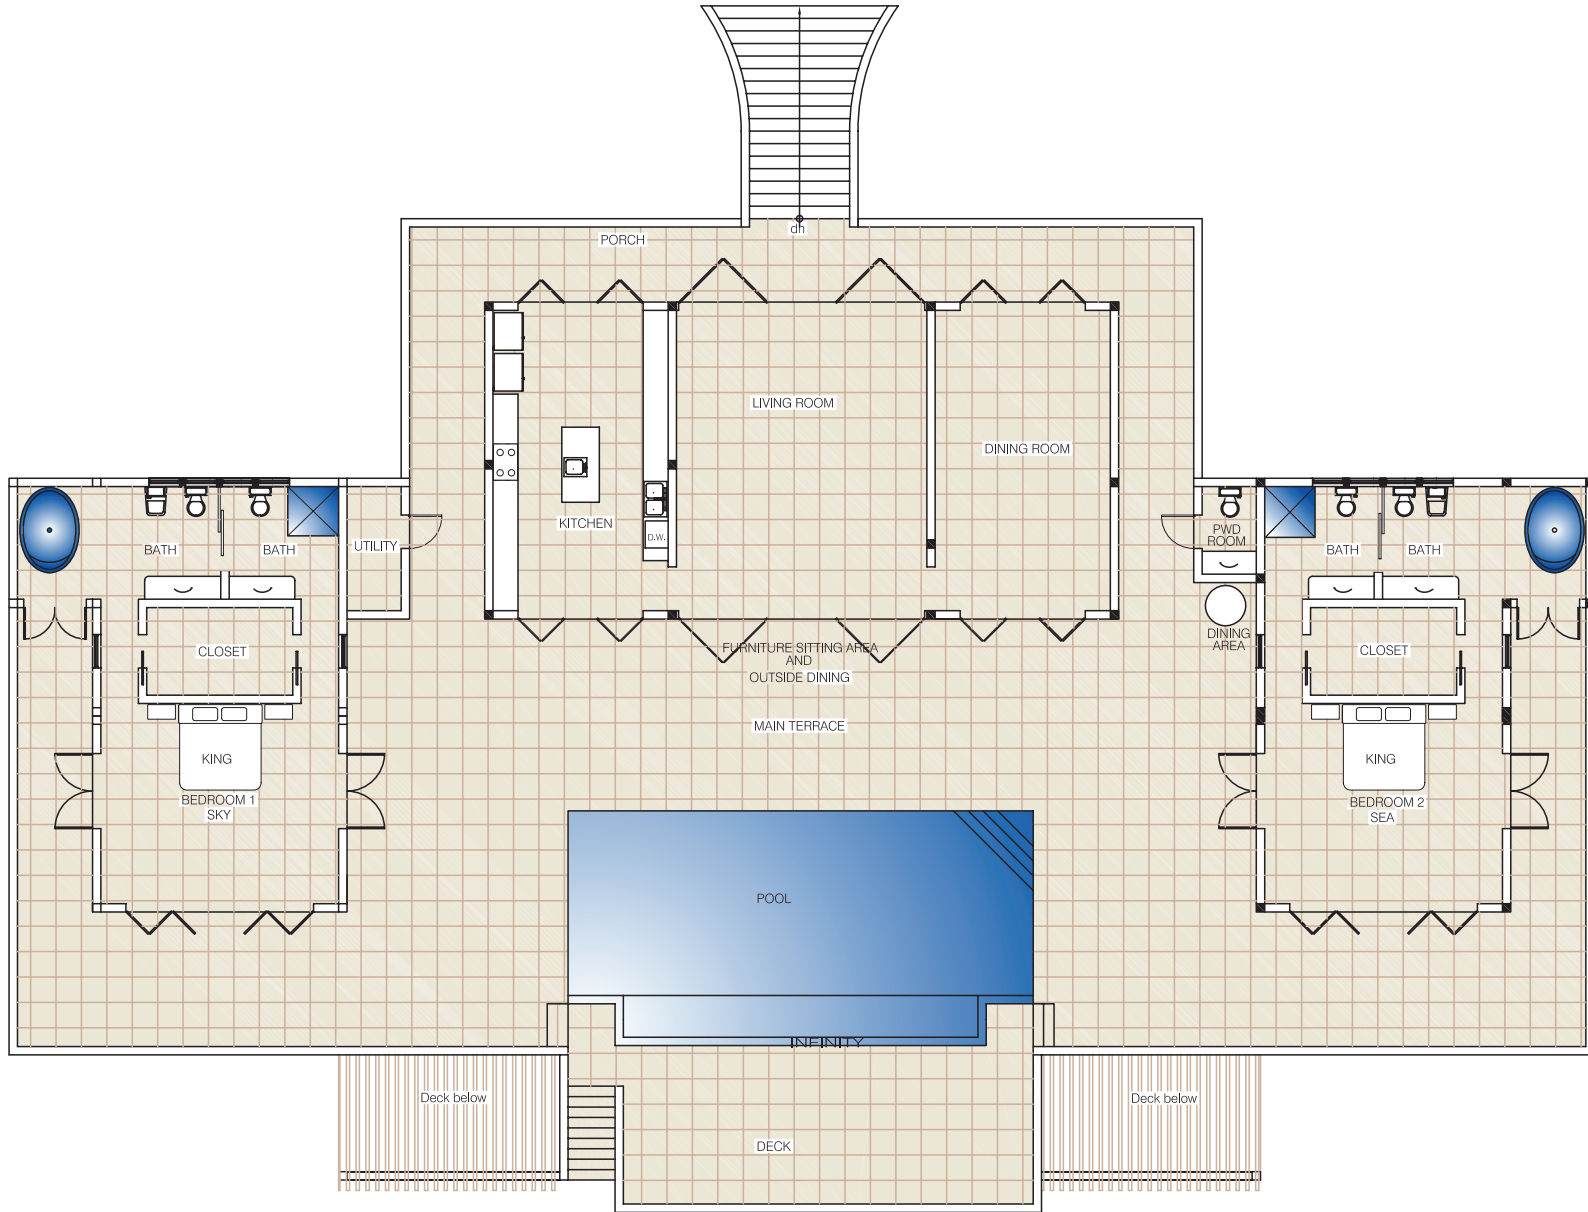 dn
PORCH
LIVING ROOM
DINING ROOM
KITCHEN
D.W.
UTILITY
BATH
BATH
PWD
ROOM
BATH
BATH
DINING
AREA
CLOSET
CLOSET
FURNITURE SITTING AREA
AND
OUTSIDE DINING
MAIN TERRACE
KING
BEDROOM 1
SKY
KING
BEDROOM 2
SEA
POOL
INFINITY
Deck below
Deck below
DECK